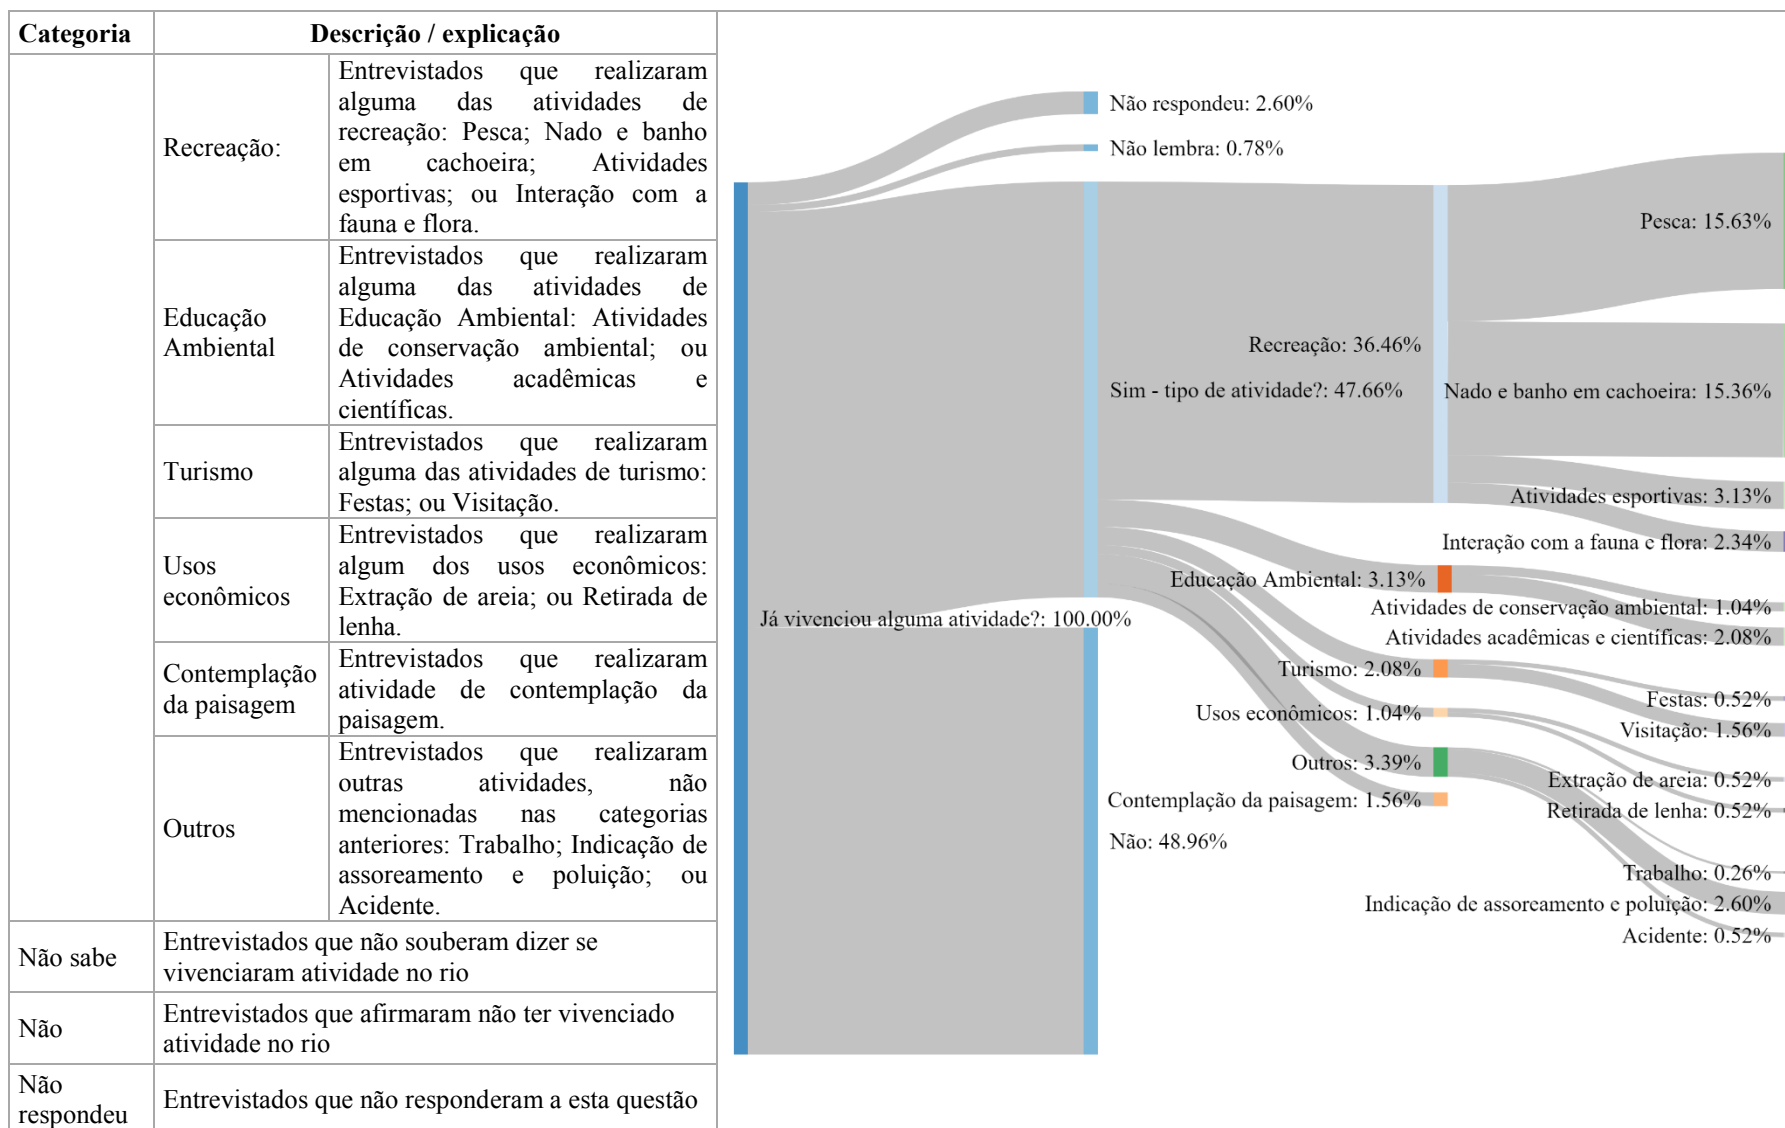 Categoria
Descrição / explicação
Recreação:
Entrevistados que realizaram
alguma das atividades de
recreação: Pesca; Nado e banho
em cachoeira; Atividades
esportivas; ou Interação com a
fauna e flora.
Educação
Ambiental
Entrevistados que realizaram
alguma das atividades de
Educação Ambiental: Atividades
de conservação ambiental; ou
Atividades acadêmicas e
científicas.
Turismo
Entrevistados que realizaram
alguma das atividades de turismo:
Festas; ou Visitação.
Usos
econômicos
Entrevistados que realizaram
algum dos usos econômicos:
Extração de areia; ou Retirada de
lenha.
Contemplação
da paisagem
Entrevistados que realizaram
atividade de contemplação da
paisagem.
Outros
Entrevistados que realizaram
outras atividades, não
mencionadas nas categorias
anteriores: Trabalho; Indicação de
assoreamento e poluição; ou
Acidente.
Não sabe
Entrevistados que não souberam dizer se
vivenciaram atividade no rio
Não
Entrevistados que afirmaram não ter vivenciado
atividade no rio
Não
respondeu
Entrevistados que não responderam a esta questão
Já vivenciou alguma atividade?: 100.00%
Não respondeu: 2.60%
Não lembra: 0.78%
Sim - tipo de atividade?: 47.66%
Não: 48.96%
Recreação: 36.46%
Educação Ambiental: 3.13%
Turismo: 2.08%
Usos econômicos: 1.04%
Outros: 3.39%
Contemplação da paisagem: 1.56%
Pesca: 15.63%
Nado e banho em cachoeira: 15.36%
Atividades esportivas: 3.13%
Interação com a fauna e flora: 2.34%
Atividades de conservação ambiental: 1.04%
Atividades acadêmicas e científicas: 2.08%
Festas: 0.52%
Visitação: 1.56%
Extração de areia: 0.52%
Retirada de lenha: 0.52%
Trabalho: 0.26%
Indicação de assoreamento e poluição: 2.60%
Acidente: 0.52%